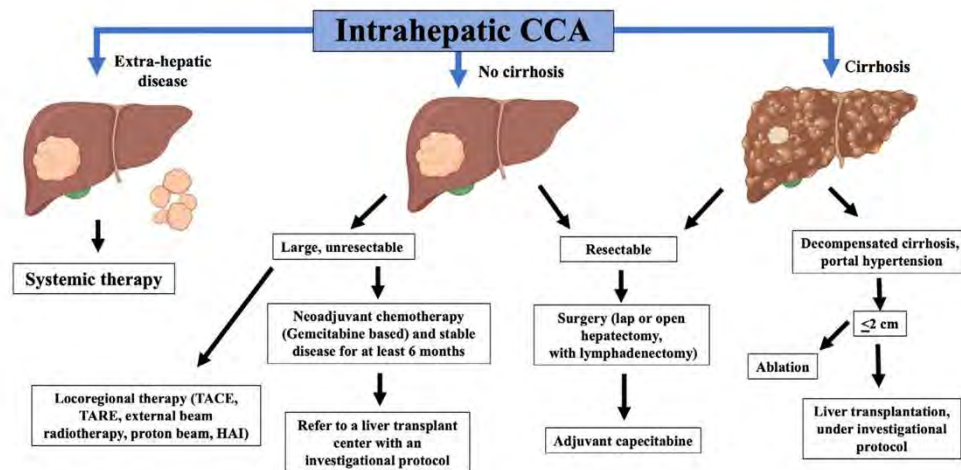 Intrahepatic CCA
Extra-hepatic
disease
No cirrhosis
Cirrhosis
Large, unresectable
Resectable
Decompensated cirrhosis,
portal hypertension
Systemic therapy
Neoadjuvant chemotherapy
(Gemcitabine based) and stable
disease for at least 6 months
Surgery (lap or open
hepatectomy,
with lymphadenectomy)
≤2 cm
Ablation
Locoregional therapy (TACE,
TARE, external beam
radiotherapy, proton beam, HAI)
Refer to a liver transplant
center with an
investigational protocol
Adjuvant capecitabine
Liver transplantation,
under investigational
protocol